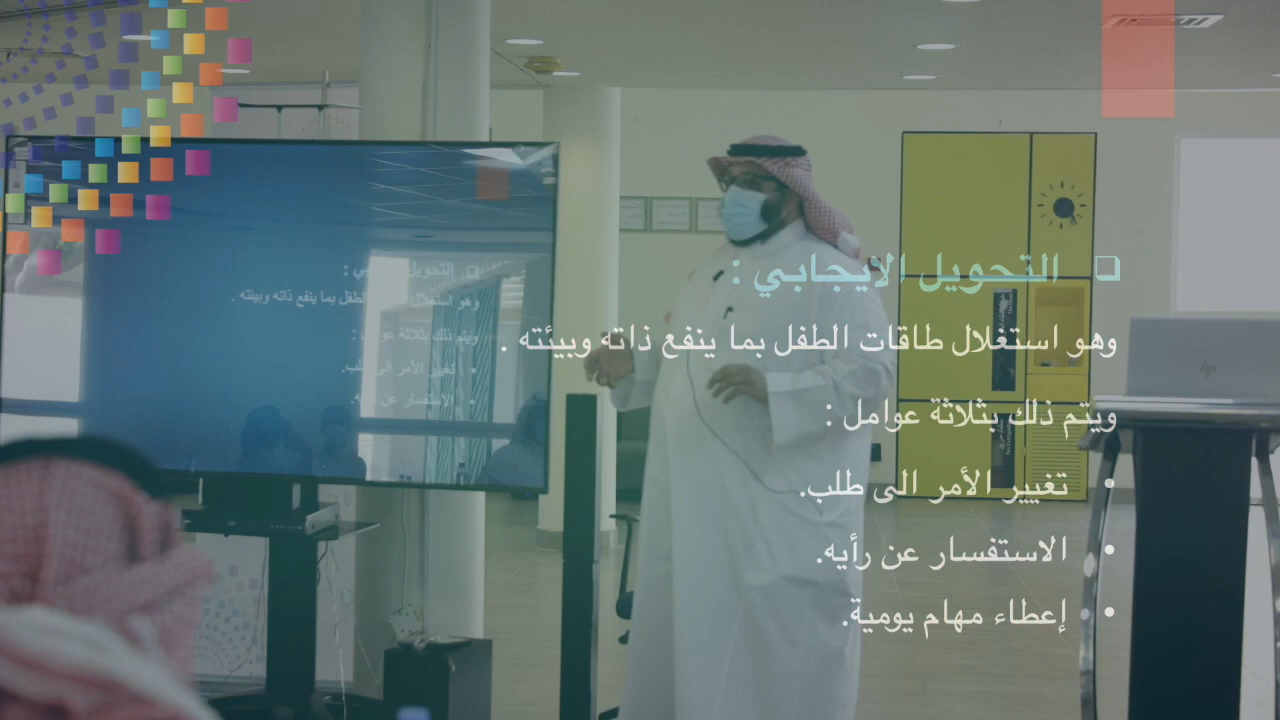 ❑ التحويل الايجابي :
وهو استغلال طاقات الطفل بما ينفع ذاته وبيئته .
ويتم ذلك بثلاثة عوامل :
• تغيير الأمر الى طلب.
• الاستفسار عن رأيه.
• إعطاء مهام يومية.